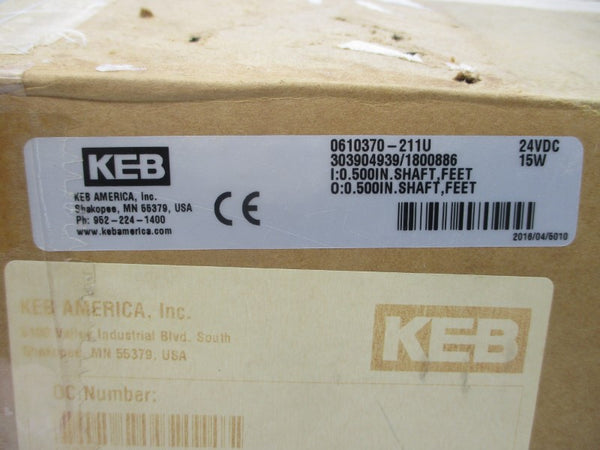 KEB
KEB AMERICA, Inc.
Shakopee, MN 55379, USA
Ph: 952-224-1400
www.kebamerica.com
CE
0610370-211U
303904939/1800886
I:0.500IN.SHAFT,FEET
O:0.500IN.SHAFT,FEET
24VDC
15W
2016/04/5010
KEB AMERICA, Inc.
5100 Valley Industrial Blvd. South
Shakopee, MN 55379, USA
KEB
OC Number: